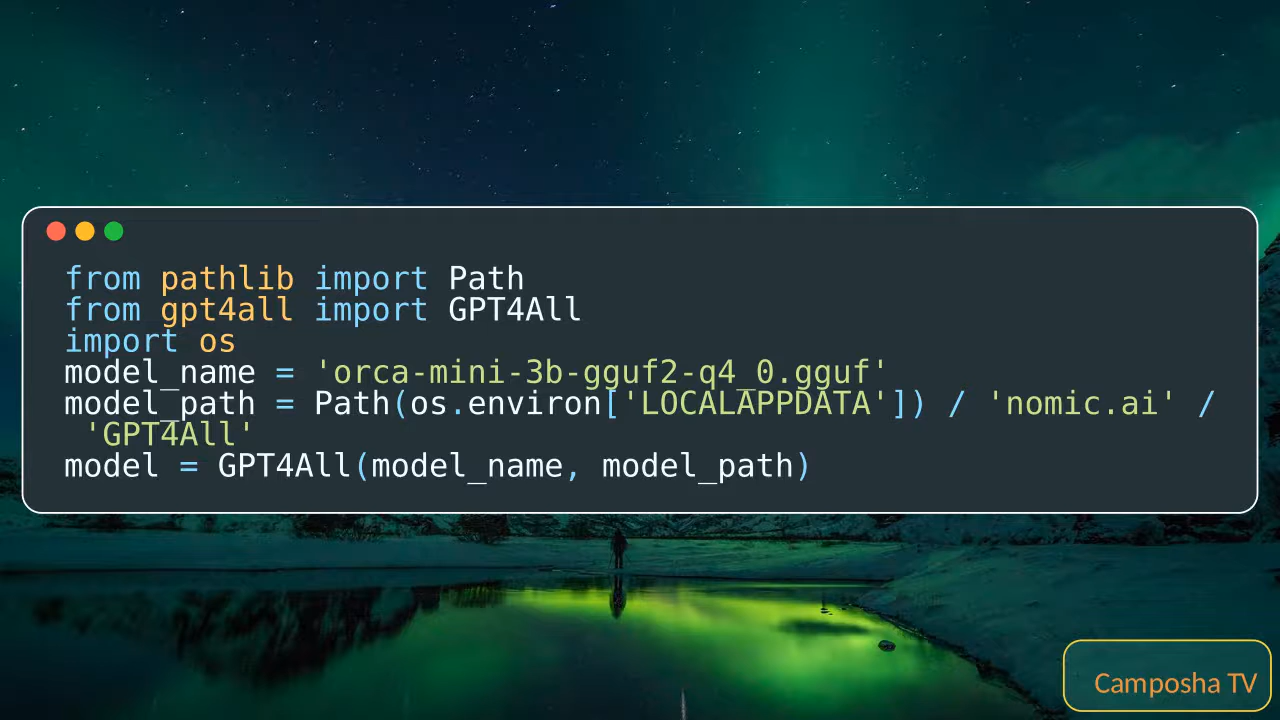 from pathlib import Path
from gpt4all import GPT4All
import os
model_name = 'orca-mini-3b-gguf2-q4_0.gguf'
model_path = Path(os.environ['LOCALAPPDATA']) / 'nomic.ai' /
'GPT4All'
model = GPT4All(model_name, model_path)
Camposha TV